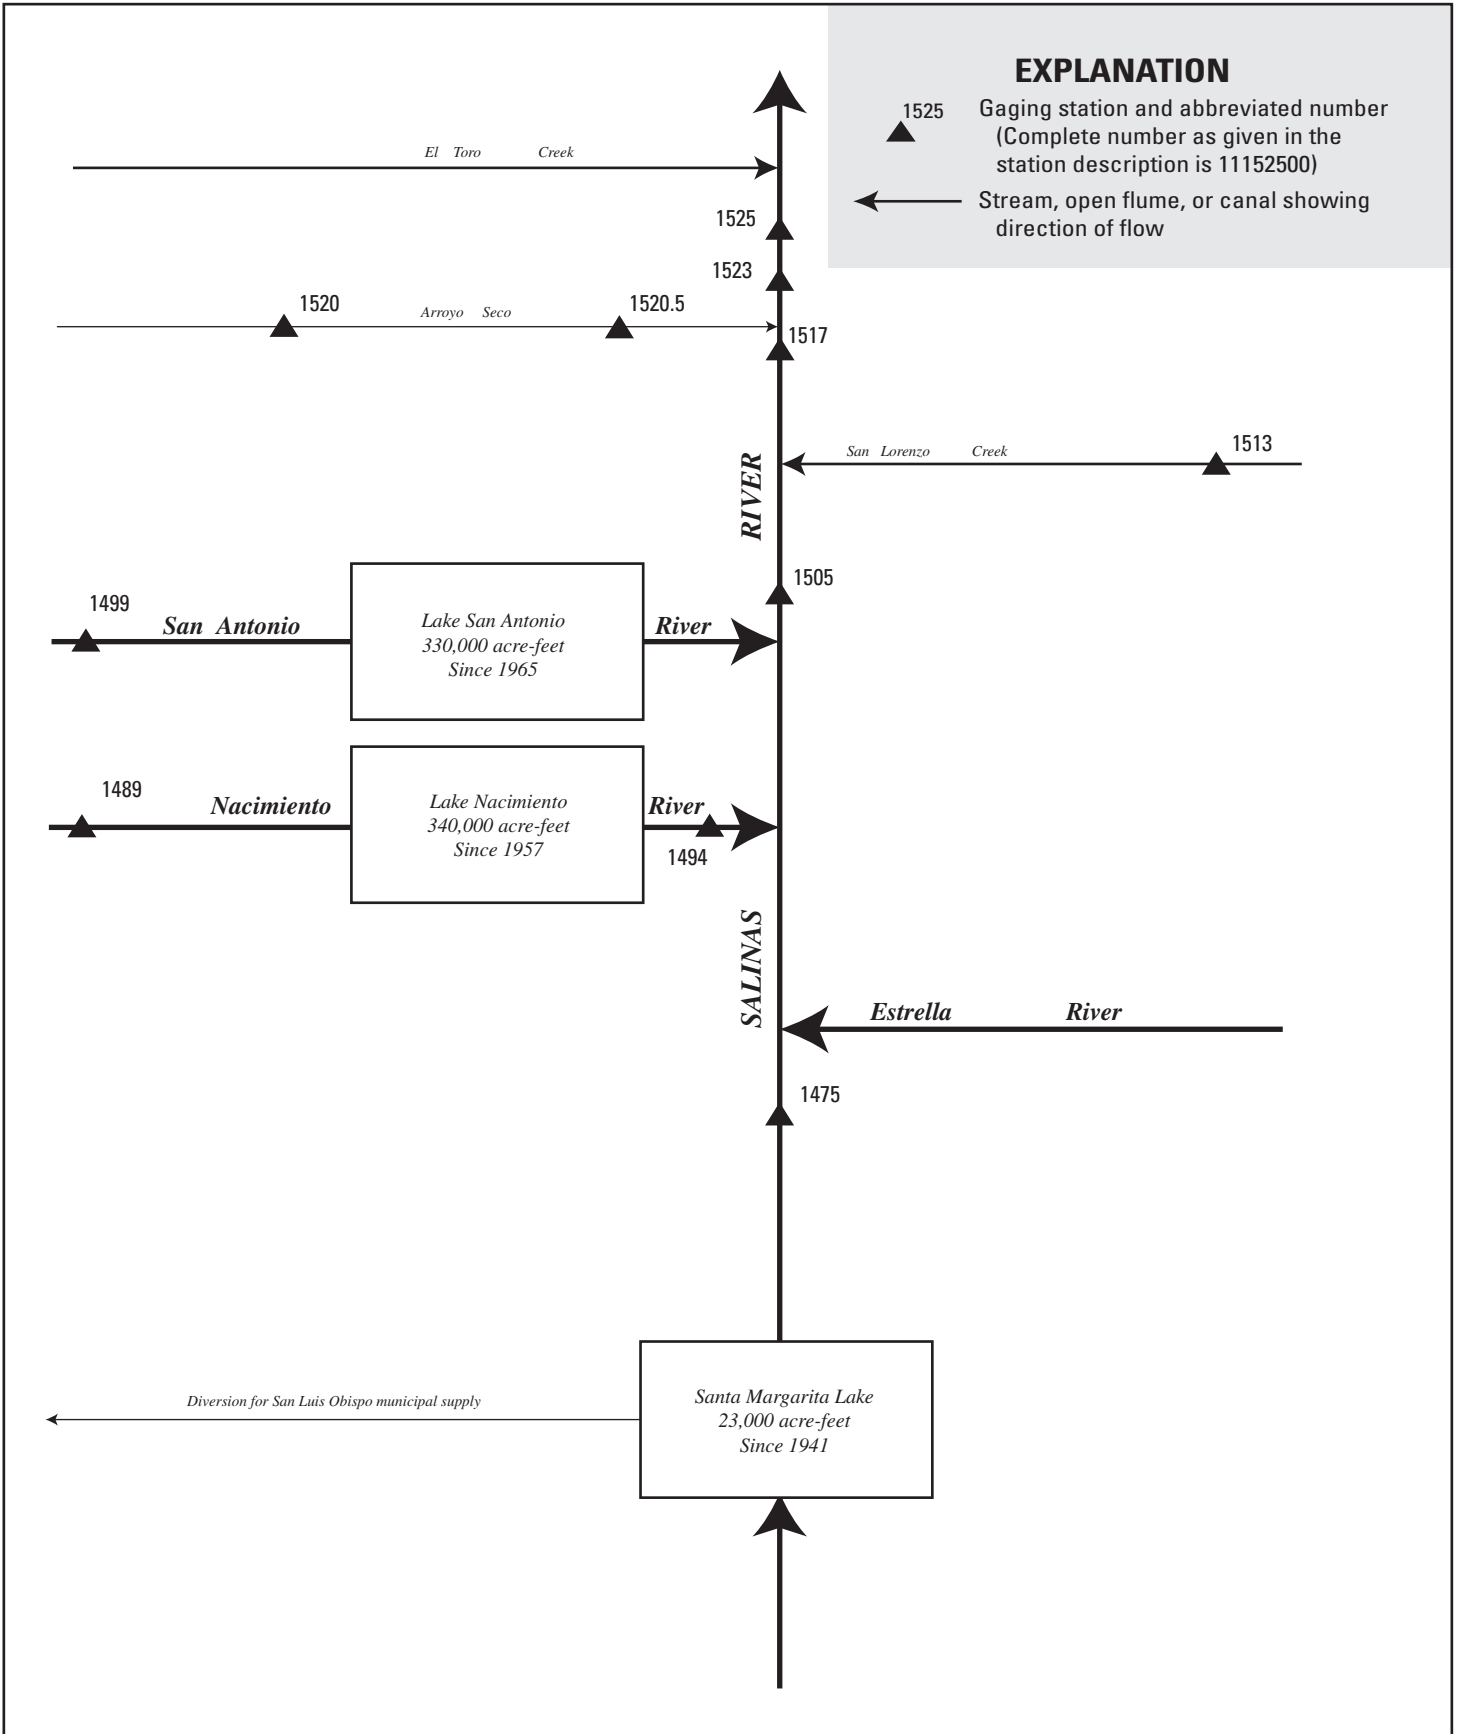 EXPLANATION
1525
Gaging station and abbreviated number
(Complete number as given in the
station description is 11152500)
Stream, open flume, or canal showing
direction of flow
El Toro Creek
1525
1523
1520
Arroyo Seco
1520.5
1517
San Lorenzo Creek
1513
RIVER
1505
1499
San Antonio
Lake San Antonio
330,000 acre-feet
Since 1965
River
1489
Nacimiento
Lake Nacimiento
340,000 acre-feet
Since 1957
River
1494
SALINAS
Estrella River
1475
Diversion for San Luis Obispo municipal supply
Santa Margarita Lake
23,000 acre-feet
Since 1941